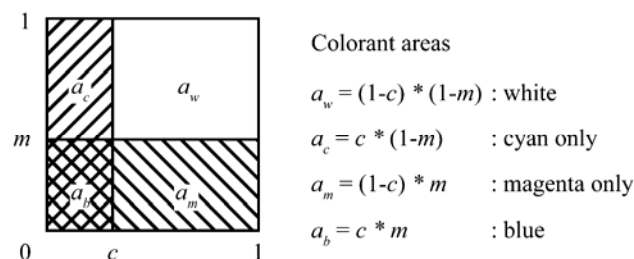 1
a_c
a_w
m
a_b
a_m
0
c
1
Colorant areas
a_w = (1-c) * (1-m) : white
a_c = c * (1-m) : cyan only
a_m = (1-c) * m : magenta only
a_b = c * m : blue